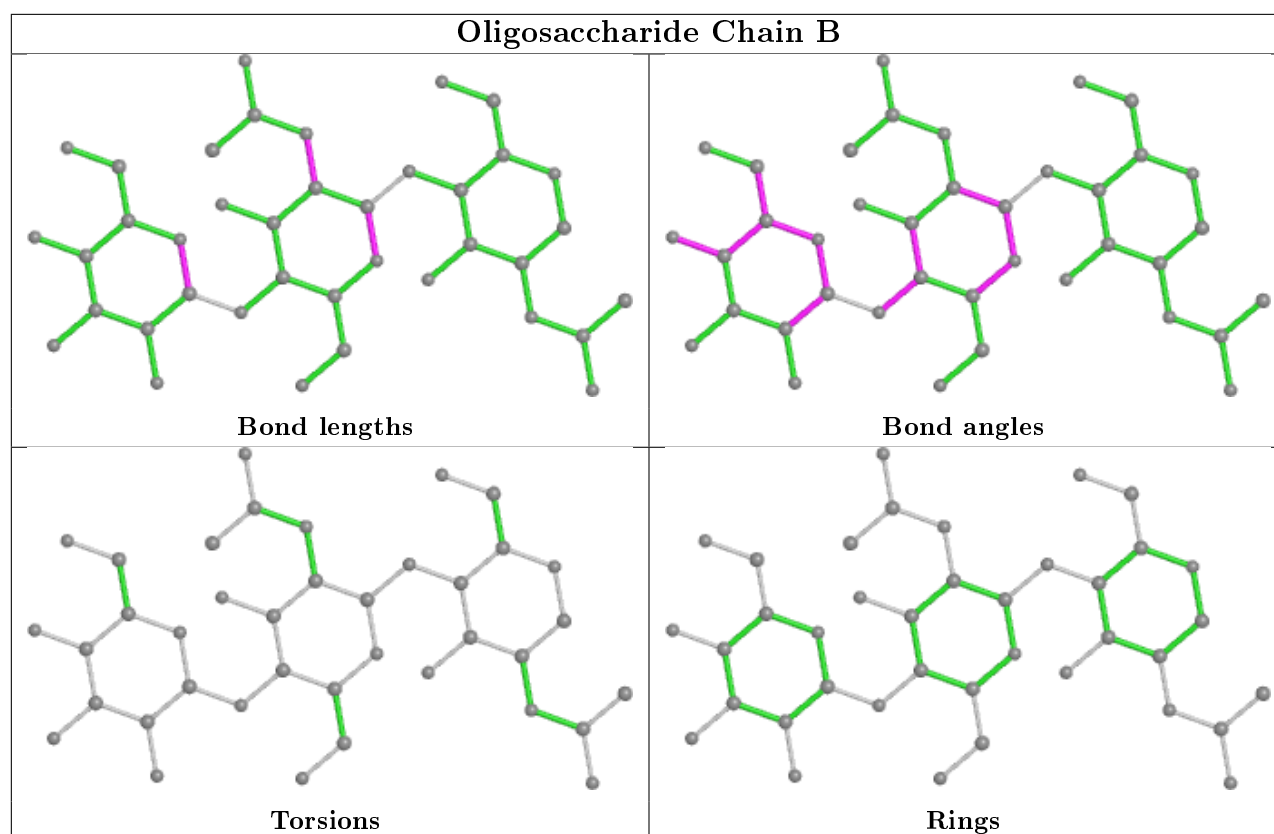 Oligosaccharide Chain B
Bond lengths
Bond angles
Torsions
Rings